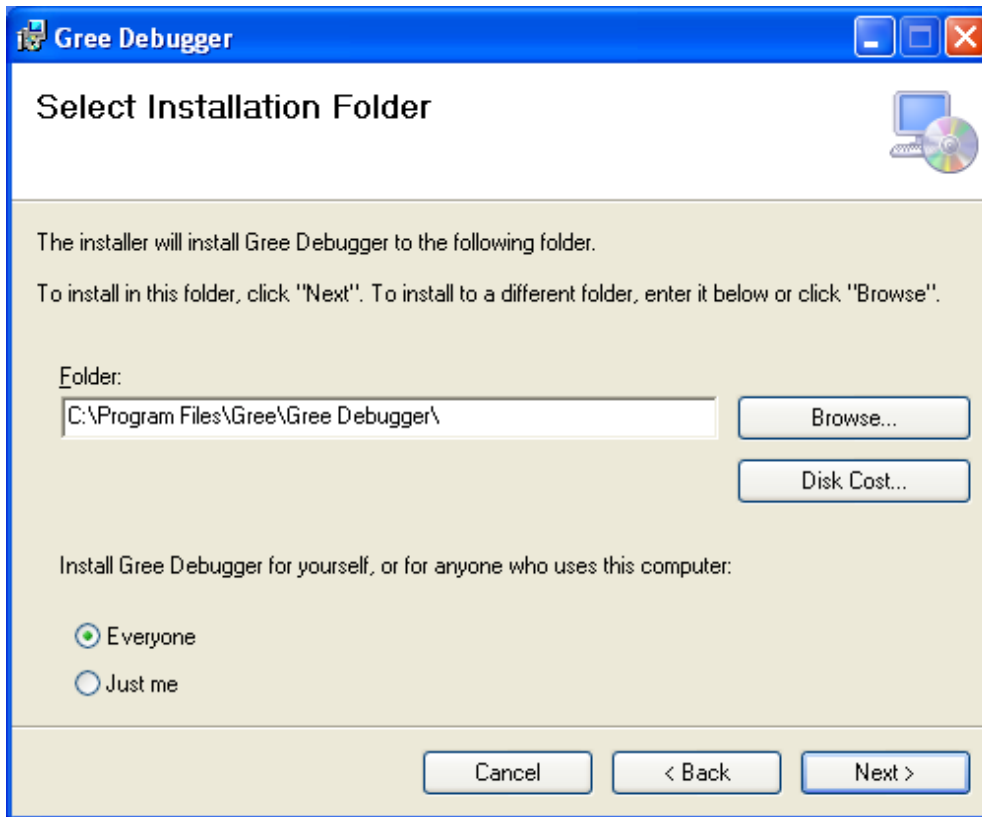 Gree Debugger
Select Installation Folder
The installer will install Gree Debugger to the following folder.
To install in this folder, click "Next". To install to a different folder, enter it below or click "Browse".
Folder:
C:\Program Files\Gree\Gree Debugger\
Browse...
Disk Cost...
Install Gree Debugger for yourself, or for anyone who uses this computer:
Everyone
Just me
Cancel
< Back
Next >